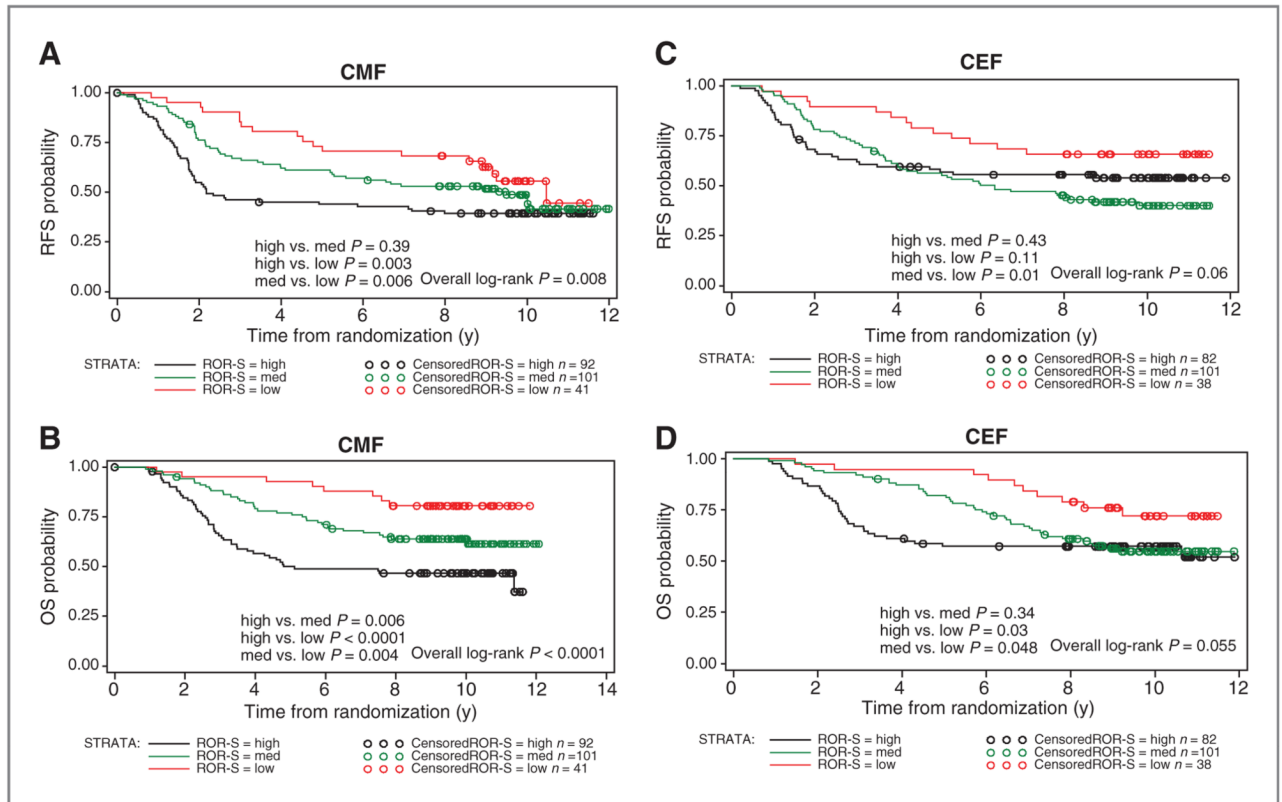 A
CMF
RFS probability
1.00
0.75
0.50
0.25
0.00
high vs. med P = 0.39
high vs. low P = 0.003
med vs. low P = 0.006
Overall log-rank P = 0.008
0 2 4 6 8 10 12
Time from randomization (y)
STRATA: ROR-S = high CensoredROR-S = high n = 92
ROR-S = med CensoredROR-S = med n =101
ROR-S = low CensoredROR-S = low n = 41
C
CEF
RFS probability
1.00
0.75
0.50
0.25
0.00
high vs. med P = 0.43
high vs. low P = 0.11
med vs. low P = 0.01
Overall log-rank P = 0.06
0 2 4 6 8 10 12
Time from randomization (y)
STRATA: ROR-S = high CensoredROR-S = high n = 82
ROR-S = med CensoredROR-S = med n =101
ROR-S = low CensoredROR-S = low n = 38
B
CMF
OS probability
1.00
0.75
0.50
0.25
0.00
high vs. med P = 0.006
high vs. low P < 0.0001
med vs. low P = 0.004
Overall log-rank P < 0.0001
0 2 4 6 8 10 12 14
Time from randomization (y)
STRATA: ROR-S = high CensoredROR-S = high n = 92
ROR-S = med CensoredROR-S = med n =101
ROR-S = low CensoredROR-S = low n = 41
D
CEF
OS probability
1.00
0.75
0.50
0.25
0.00
high vs. med P = 0.34
high vs. low P = 0.03
med vs. low P = 0.048
Overall log-rank P = 0.055
0 2 4 6 8 10 12
Time from randomization (y)
STRATA: ROR-S = high CensoredROR-S = high n = 82
ROR-S = med CensoredROR-S = med n =101
ROR-S = low CensoredROR-S = low n = 38